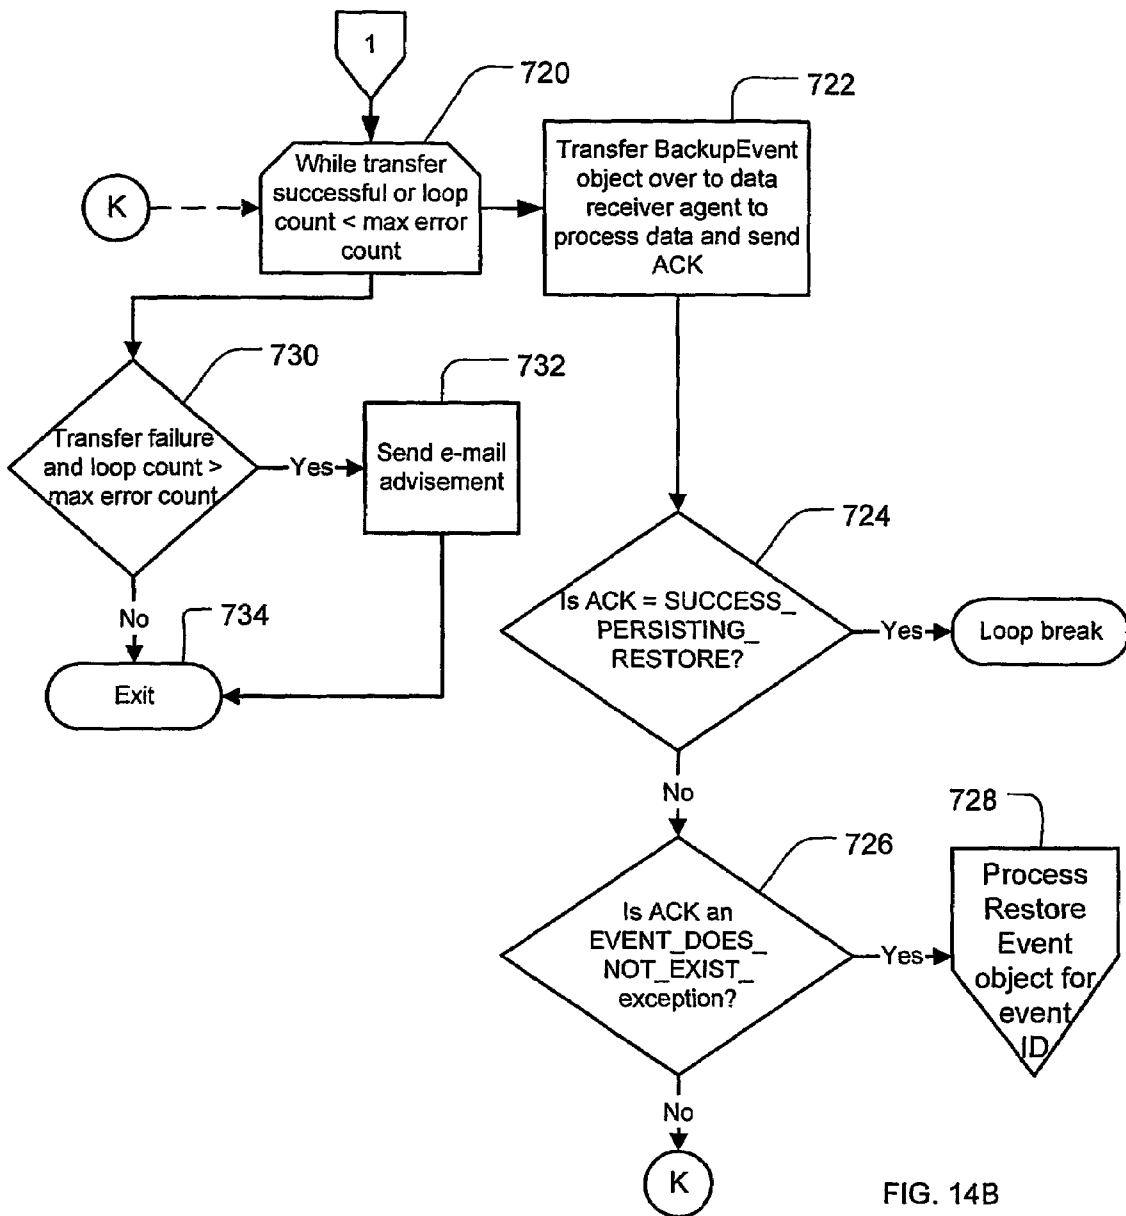 1
720
722
While transfer
successful or loop
count < max error
count
Transfer BackupEvent
object over to data
receiver agent to
process data and send
ACK
K
730
732
Transfer failure
and loop count >
max error count
Yes
Send e-mail
advisement
724
No
734
Exit
Is ACK = SUCCESS_
PERSISTING_
RESTORE?
Yes
Loop break
No
728
726
Process
Restore
Event
object for
event
ID
Is ACK an
EVENT_DOES_
NOT_EXIST_
exception?
Yes
No
K
FIG. 14B